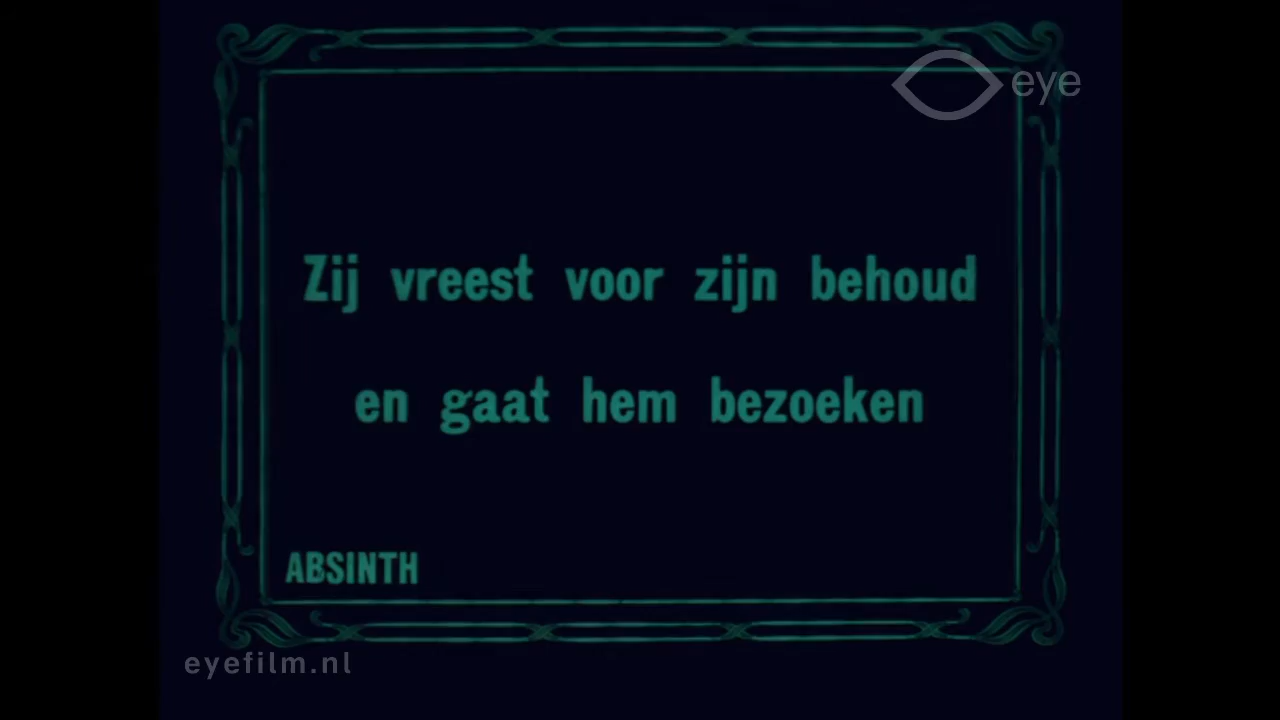 eye
Zij vreest voor zijn behoud
en gaat hem bezoeken
ABSINTH
eyefilm.nl